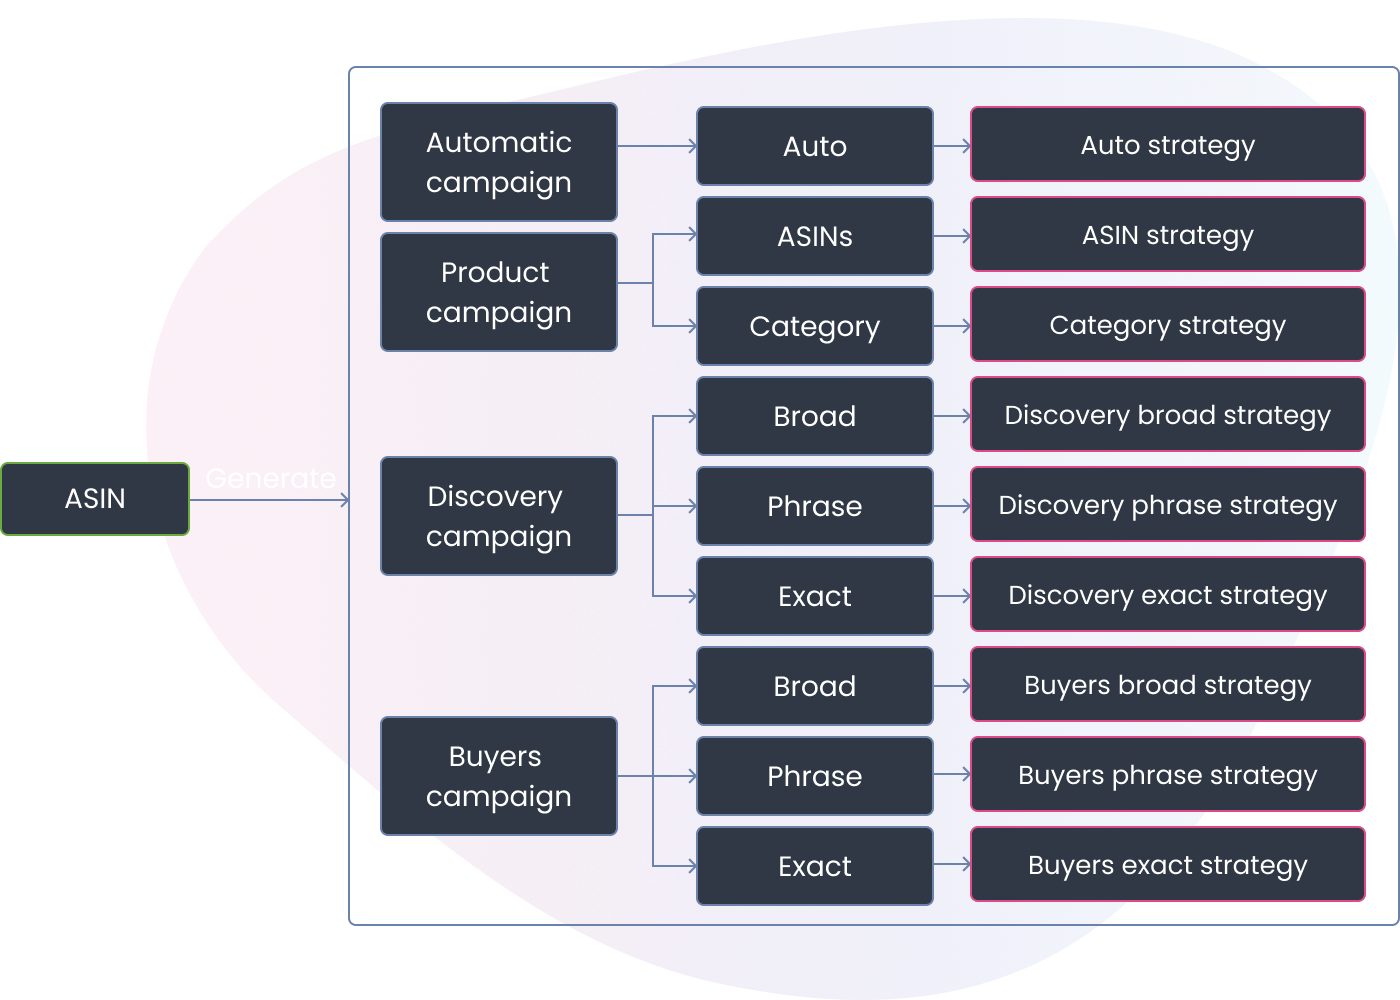 ASIN
Generate
Automatic
campaign
Auto
Auto strategy
Product
campaign
ASINs
ASIN strategy
Category
Category strategy
Discovery
campaign
Broad
Discovery broad strategy
Phrase
Discovery phrase strategy
Exact
Discovery exact strategy
Buyers
campaign
Broad
Buyers broad strategy
Phrase
Buyers phrase strategy
Exact
Buyers exact strategy